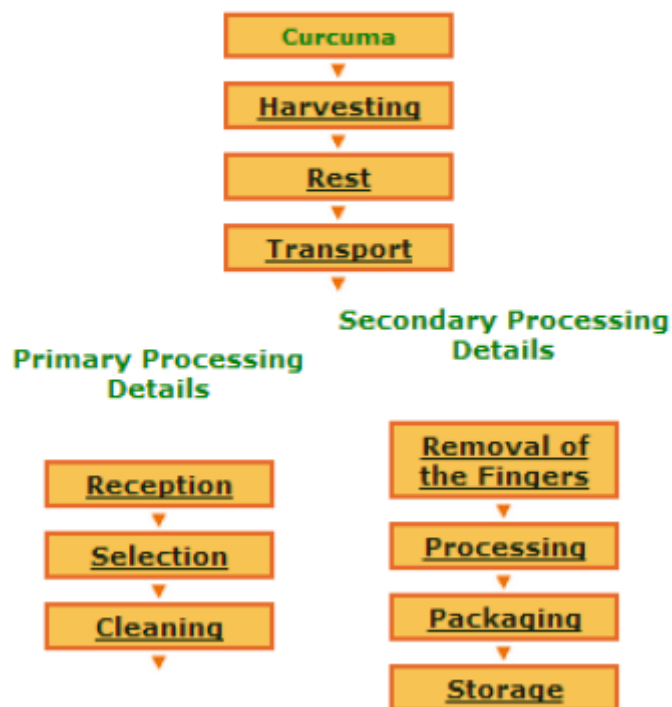 Curcuma
Harvesting
Rest
Transport
Primary Processing
Details
Reception
Selection
Cleaning
Secondary Processing
Details
Removal of
the Fingers
Processing
Packaging
Storage